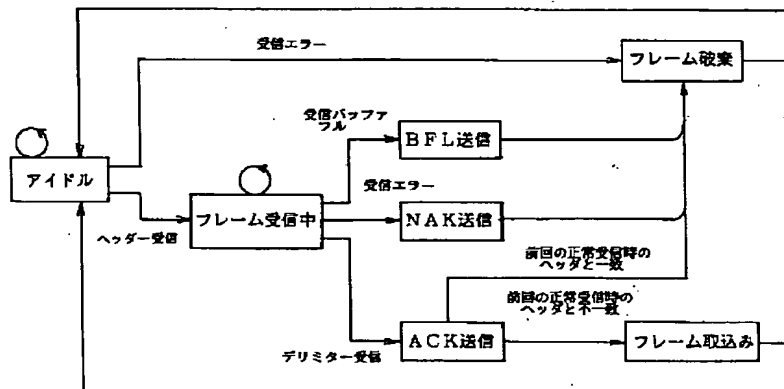 受信エラー
フレーム破棄
受信バッファ
フル
BFL送信
アイドル
受信エラー
フレーム受信中
NAK送信
ヘッダー受信
前回の正常受信時の
ヘッダと一致
前回の正常受信時の
ヘッダと不一致
ACK送信
フレーム取込み
デリミター受信